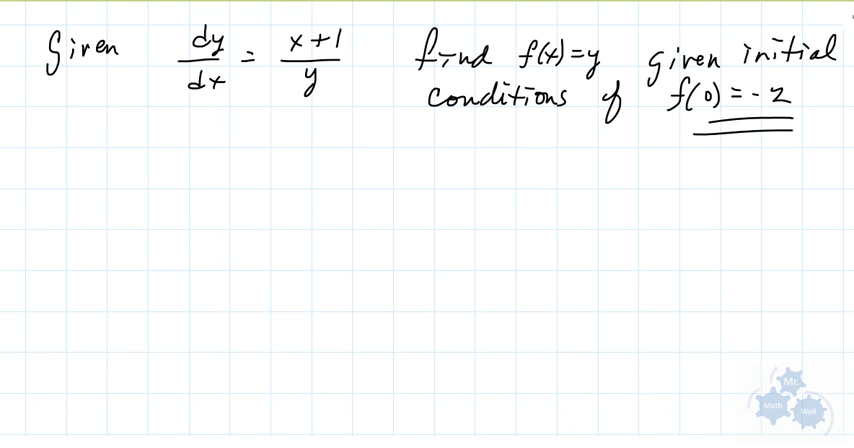 Given dy/dx = x+1/y find f(x)=y given initial
conditions of f(0) = -2
Mr.
Math
Well